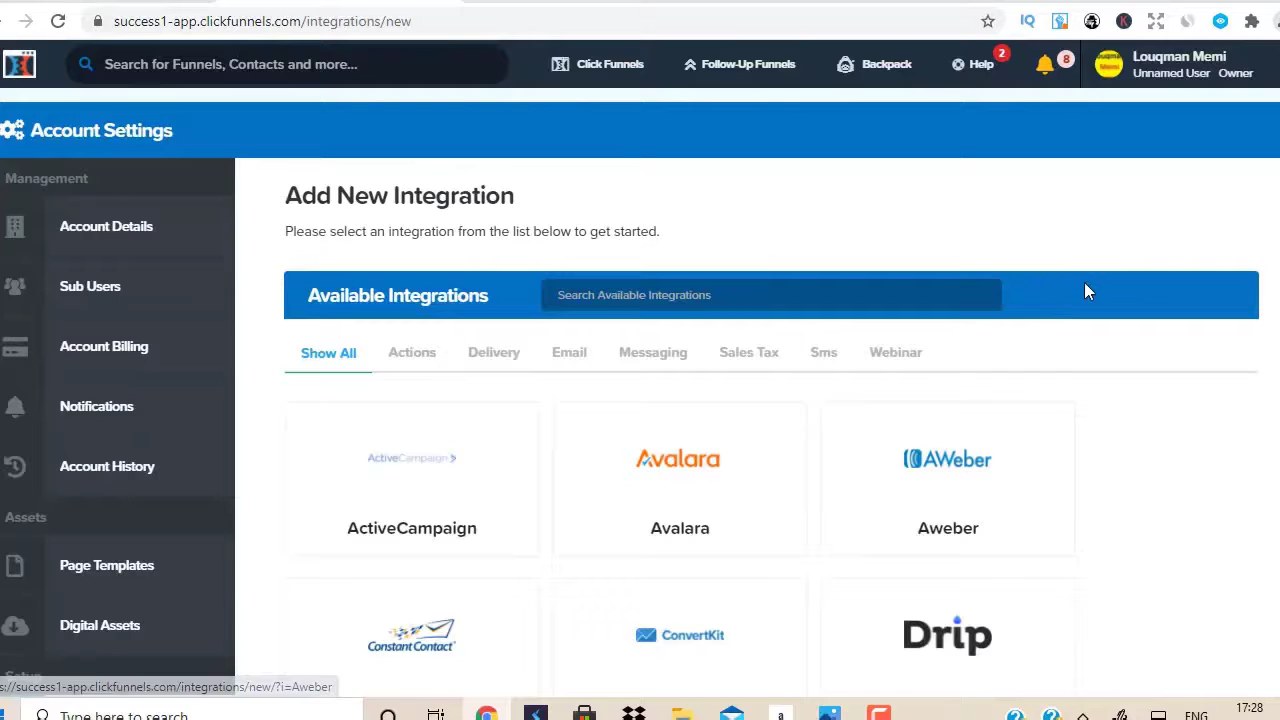 success1-app.clickfunnels.com/integrations/new
IQ
K
Search for Funnels, Contacts and more...
Click Funnels
Follow-Up Funnels
Backpack
Help
2
8
Louqman Memi
Unnamed User Owner
Account Settings
Management
Account Details
Sub Users
Account Billing
Notifications
Account History
Assets
Page Templates
Digital Assets
Add New Integration
Please select an integration from the list below to get started.
Available Integrations
Search Available Integrations
Show All
Actions
Delivery
Email
Messaging
Sales Tax
Sms
Webinar
ActiveCampaign
Avalara
AWeber
ActiveCampaign
Avalara
Aweber
Constant Contact
ConvertKit
Drip
s://success1-app.clickfunnels.com/integrations/new/?i=Aweber
Type here to search
a
ENG
17:28